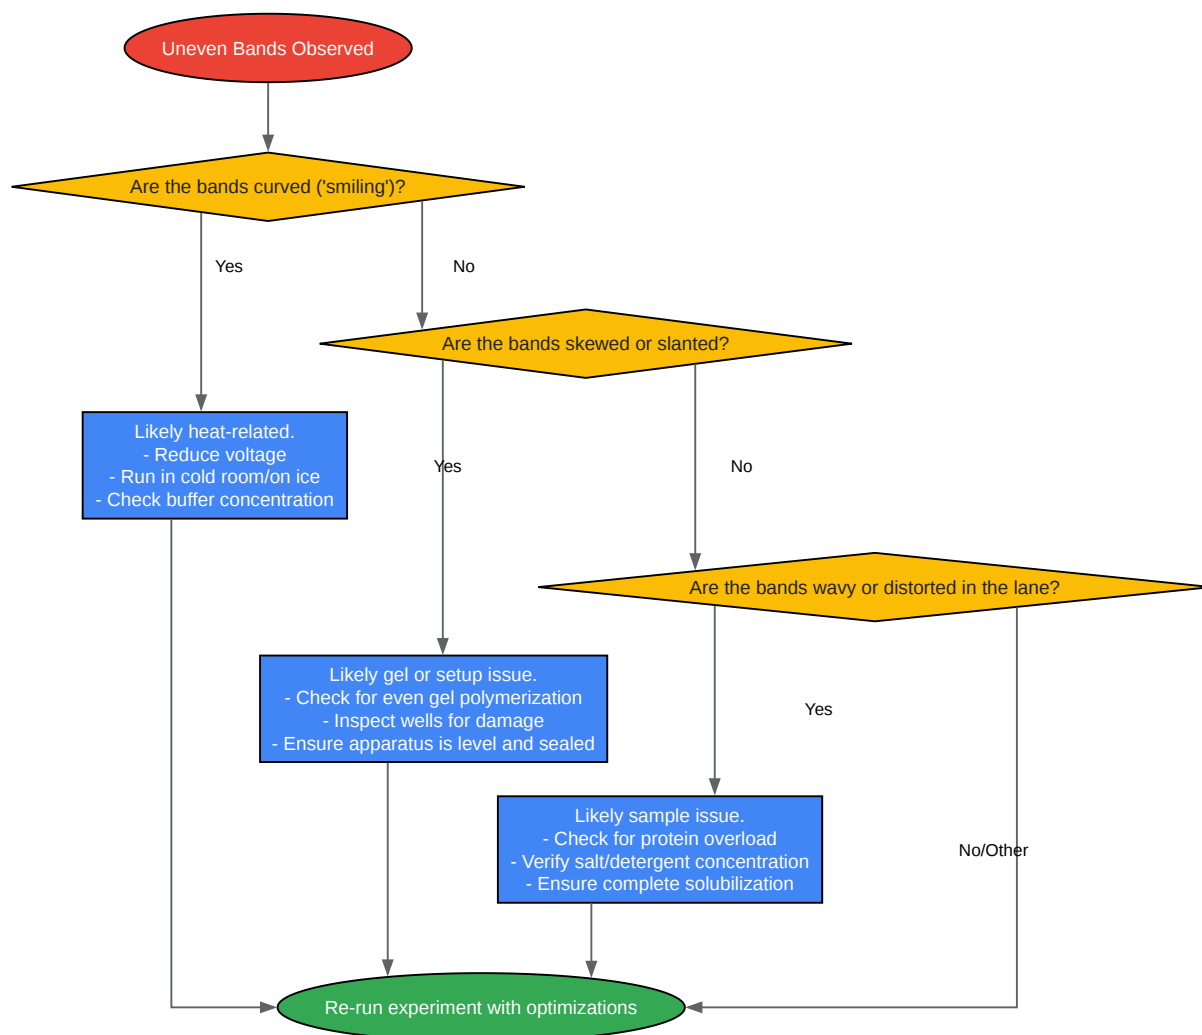 Uneven Bands Observed
Are the bands curved ('smiling')?
Yes
No
Are the bands skewed or slanted?
Likely heat-related.
- Reduce voltage
- Run in cold room/on ice
- Check buffer concentration
Yes
No
Are the bands wavy or distorted in the lane?
Likely gel or setup issue.
- Check for even gel polymerization
- Inspect wells for damage
- Ensure apparatus is level and sealed
Yes
Likely sample issue.
- Check for protein overload
- Verify salt/detergent concentration
- Ensure complete solubilization
No/Other
Re-run experiment with optimizations